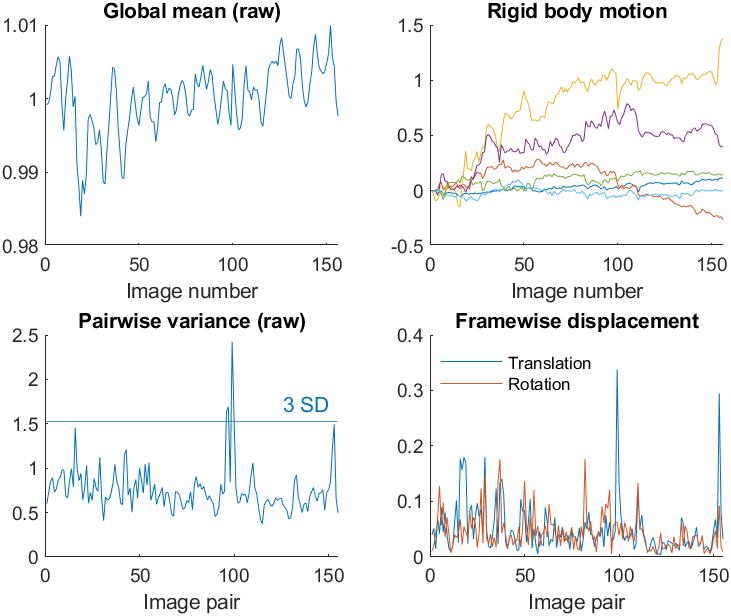 Global mean (raw)
1.01
1
0.99
0.98
0 50 100 150
Image number
Rigid body motion
1.5
1
0.5
0
-0.5
0 50 100 150
Image number
Pairwise variance (raw)
2.5
2
1.5
1
0.5
0
3 SD
0 50 100 150
Image pair
Framewise displacement
0.4
0.3
0.2
0.1
0
Translation
Rotation
0 50 100 150
Image pair